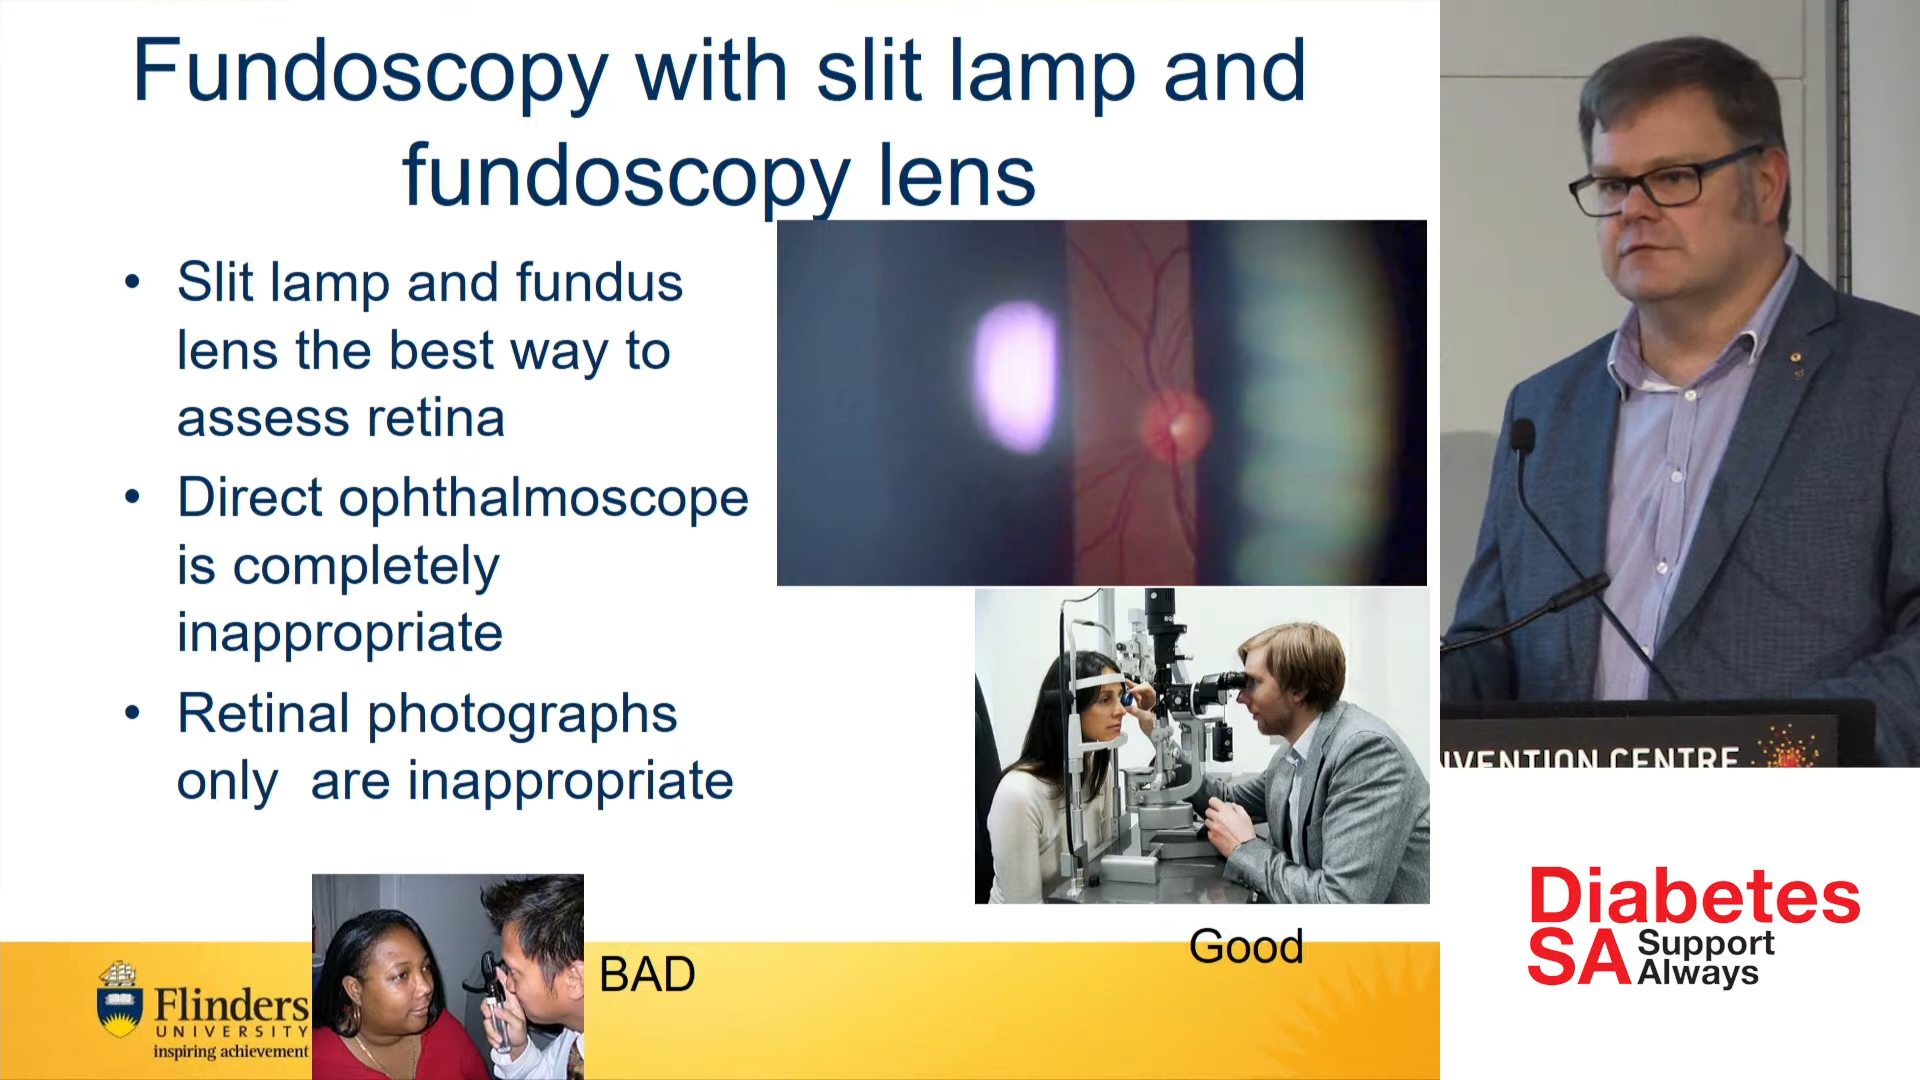 Fundoscopy with slit lamp and
fundoscopy lens
• Slit lamp and fundus
lens the best way to
assess retina
• Direct ophthalmoscope
is completely
inappropriate
• Retinal photographs
only are inappropriate
BAD
Good
Flinders
UNIVERSITY
inspiring achievement
NVENTION CENTRE
Diabetes
SA Support
Always